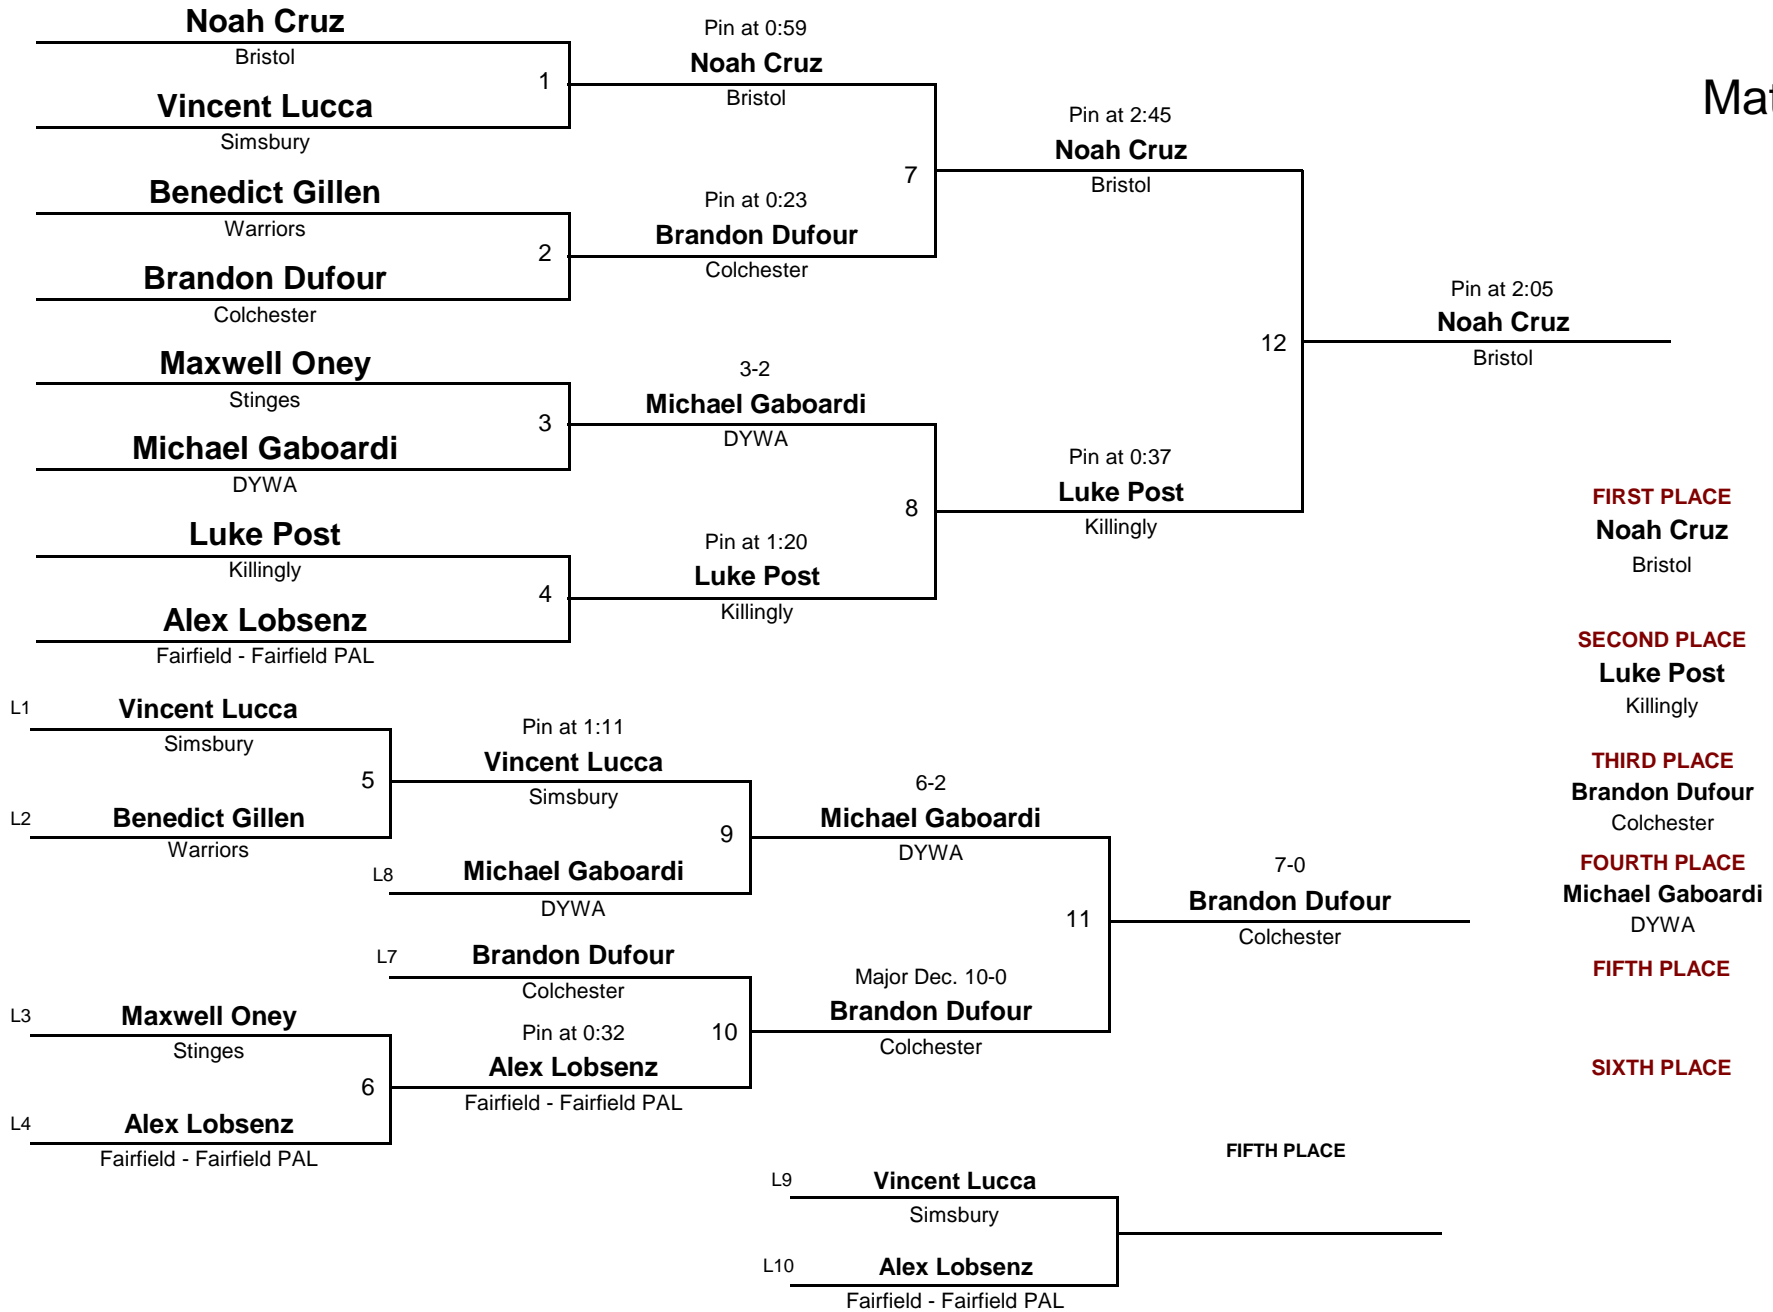 Noah Cruz
Bristol
1
Vincent Lucca
Simsbury
Benedict Gillen
Warriors
2
Brandon Dufour
Colchester
Maxwell Oney
Stinges
3
Michael Gaboardi
DYWA
Luke Post
Killingly
4
Alex Lobsenz
Fairfield - Fairfield PAL
Pin at 0:59
Noah Cruz
Bristol
7
Pin at 0:23
Brandon Dufour
Colchester
3-2
Michael Gaboardi
DYWA
8
Pin at 1:20
Luke Post
Killingly
Pin at 2:45
Noah Cruz
Bristol
12
Pin at 0:37
Luke Post
Killingly
Pin at 2:05
Noah Cruz
Bristol
Mat
FIRST PLACE
Noah Cruz
Bristol
SECOND PLACE
Luke Post
Killingly
THIRD PLACE
Brandon Dufour
Colchester
FOURTH PLACE
Michael Gaboardi
DYWA
FIFTH PLACE
SIXTH PLACE
L1 Vincent Lucca
Simsbury
5
L2 Benedict Gillen
Warriors
L3 Maxwell Oney
Stinges
6
L4 Alex Lobsenz
Fairfield - Fairfield PAL
Pin at 1:11
Vincent Lucca
Simsbury
9
L8 Michael Gaboardi
DYWA
L7 Brandon Dufour
Colchester
10
Pin at 0:32
Alex Lobsenz
Fairfield - Fairfield PAL
6-2
Michael Gaboardi
DYWA
11
Major Dec. 10-0
Brandon Dufour
Colchester
7-0
Brandon Dufour
Colchester
FIFTH PLACE
L9 Vincent Lucca
Simsbury
L10 Alex Lobsenz
Fairfield - Fairfield PAL